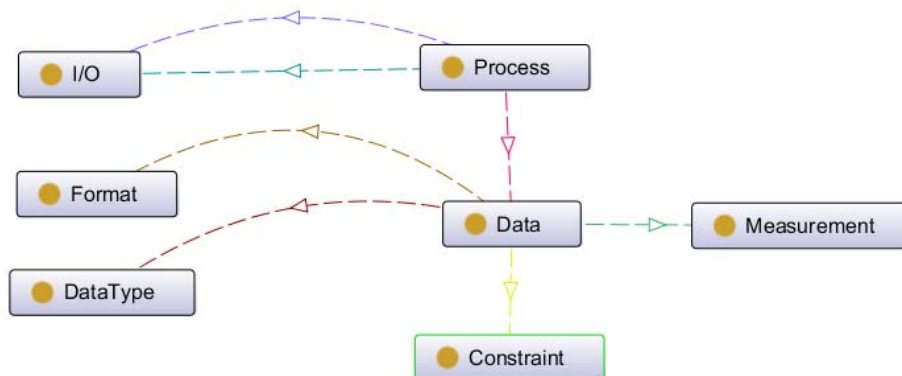 I/O
Process
Format
Data
Measurement
DataType
Constraint